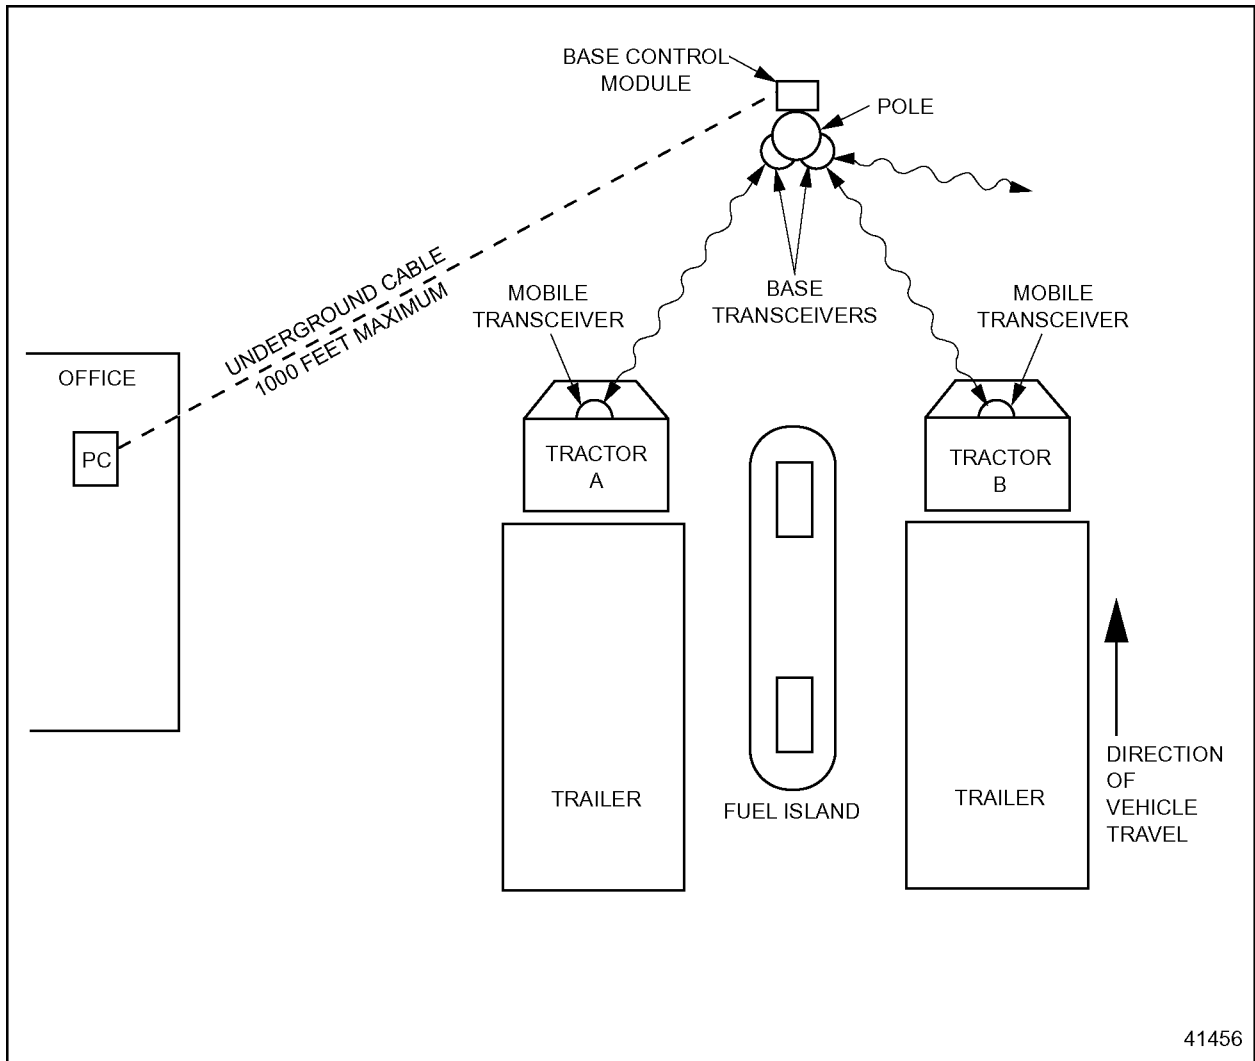 BASE CONTROL
MODULE
POLE
UNDERGROUND CABLE
1000 FEET MAXIMUM
MOBILE
TRANSCEIVER
BASE
TRANSCEIVERS
MOBILE
TRANSCEIVER
OFFICE
PC
TRACTOR
A
TRACTOR
B
TRAILER
FUEL ISLAND
TRAILER
DIRECTION
OF
VEHICLE
TRAVEL
41456